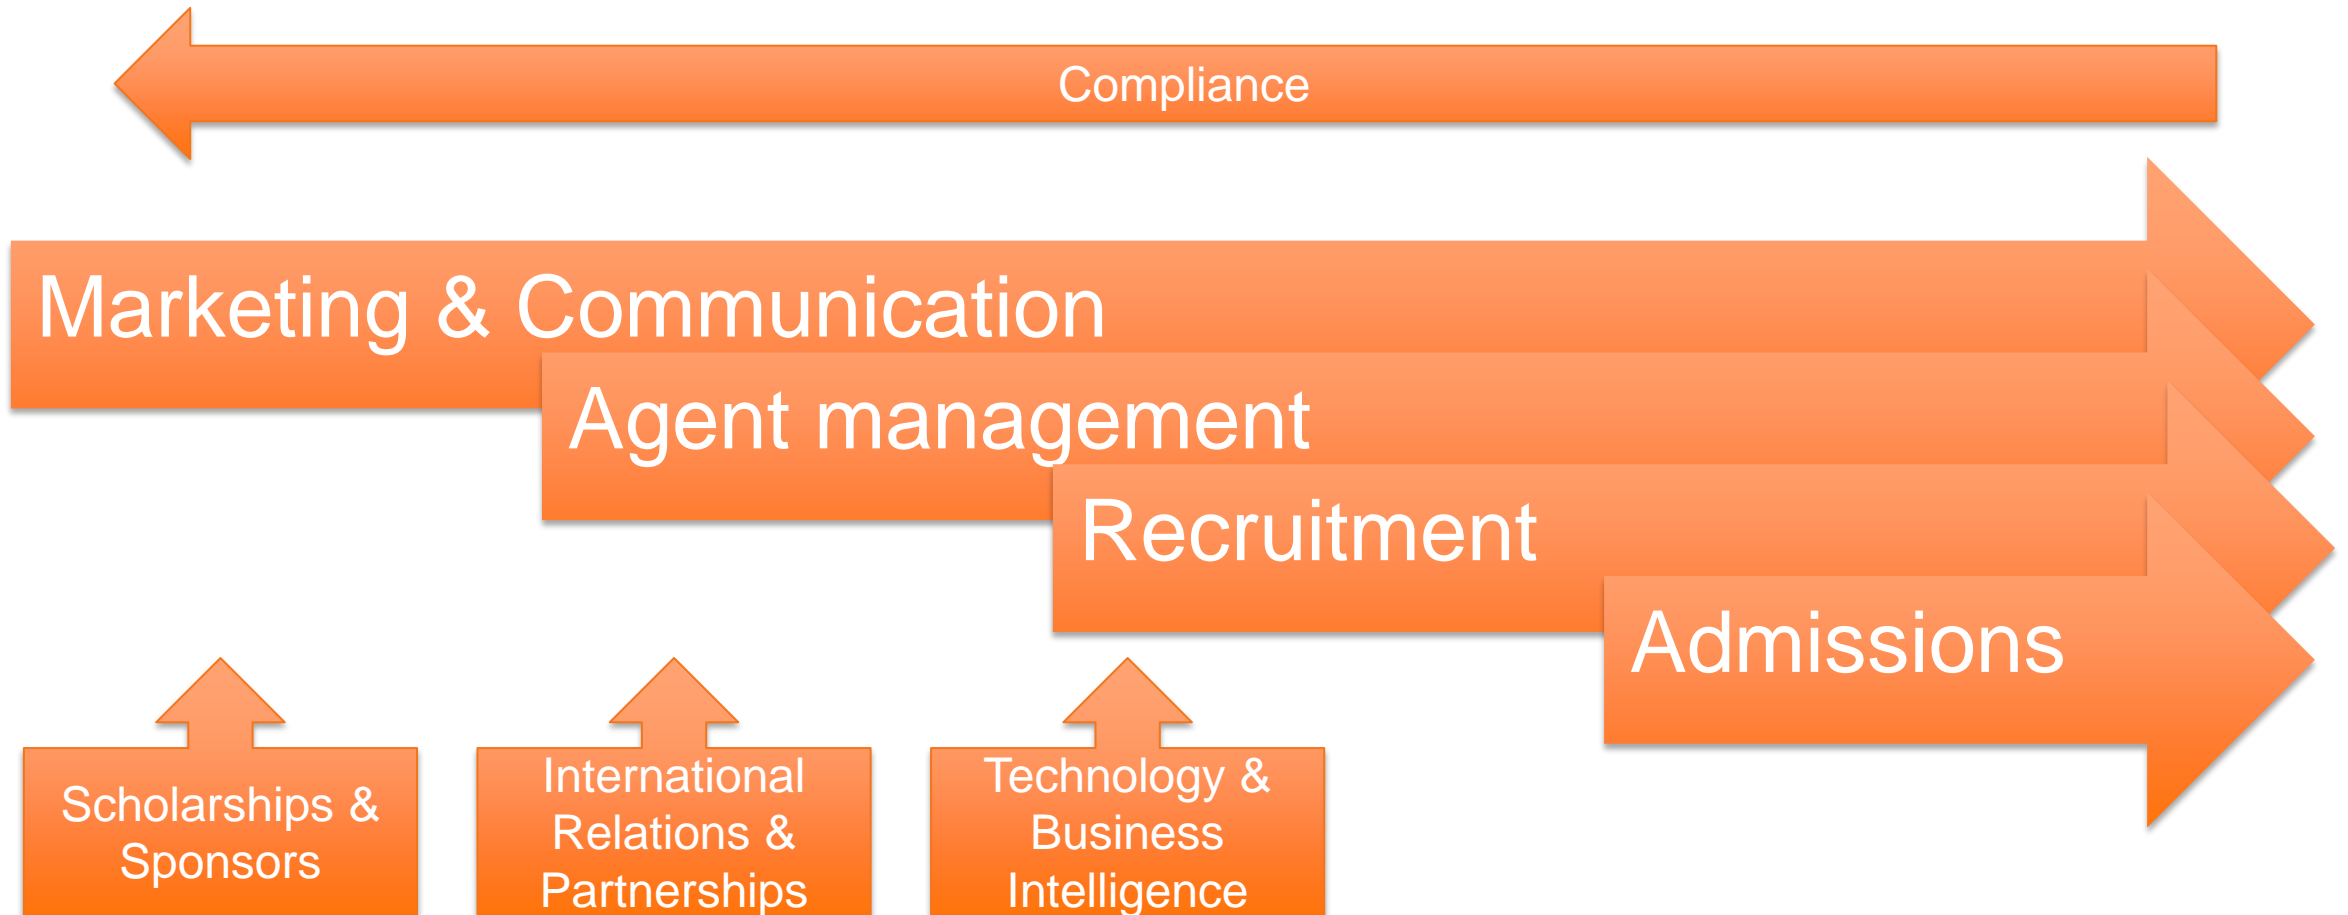 Compliance
Marketing & Communication
Agent management
Recruitment
Admissions
Scholarships &
Sponsors
International
Relations &
Partnerships
Technology &
Business
Intelligence